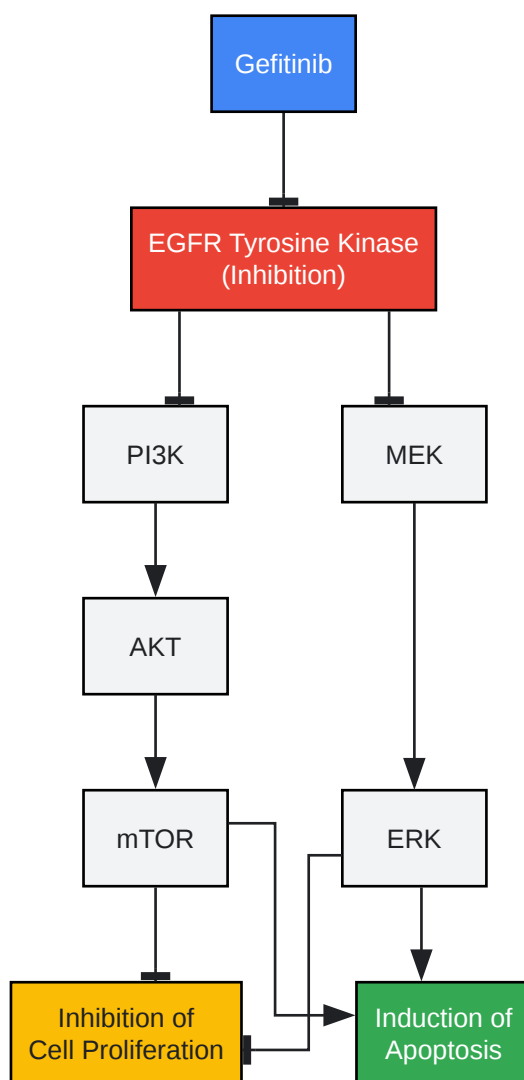 Gefitinib
EGFR Tyrosine Kinase
(Inhibition)
PI3K
MEK
AKT
mTOR
ERK
Inhibition of
Cell Proliferation
Induction of
Apoptosis